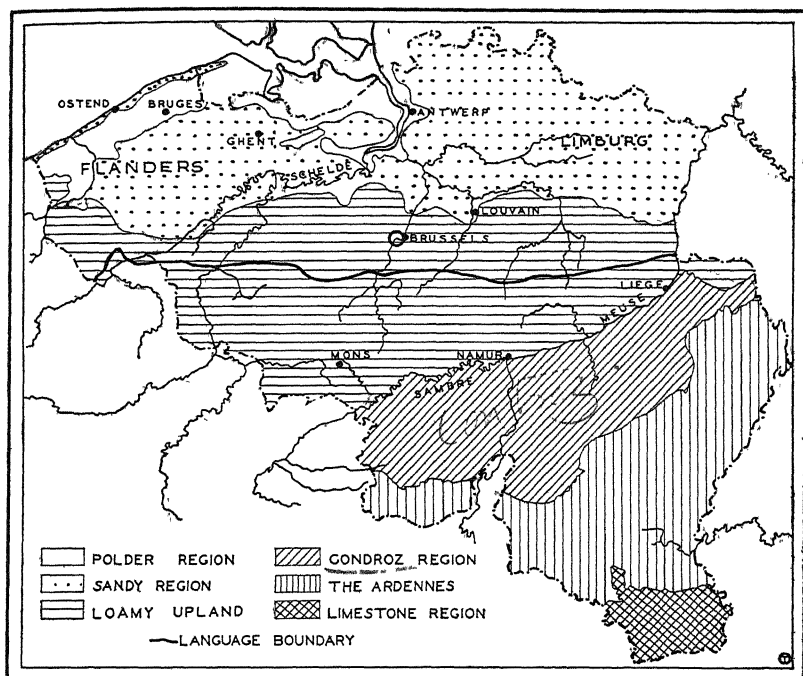 OSTEND
BRUGES
ANTWERP
GHENT
LIMBURG
FLANDERS
SCHELDE
LOUVAIN
BRUSSELS
LIEGE
MEUSE
MONS
NAMUR
SAMBRE
POLDER REGION
GONDROZ REGION
SANDY REGION
THE ARDENNES
LOAMY UPLAND
LIMESTONE REGION
LANGUAGE BOUNDARY